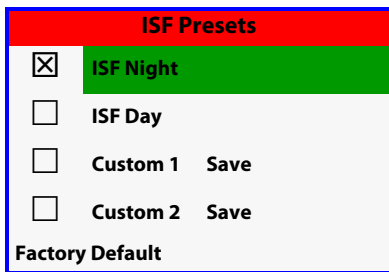 ISF Presets
ISF Night
ISF Day
Custom 1 Save
Custom 2 Save
Factory Default